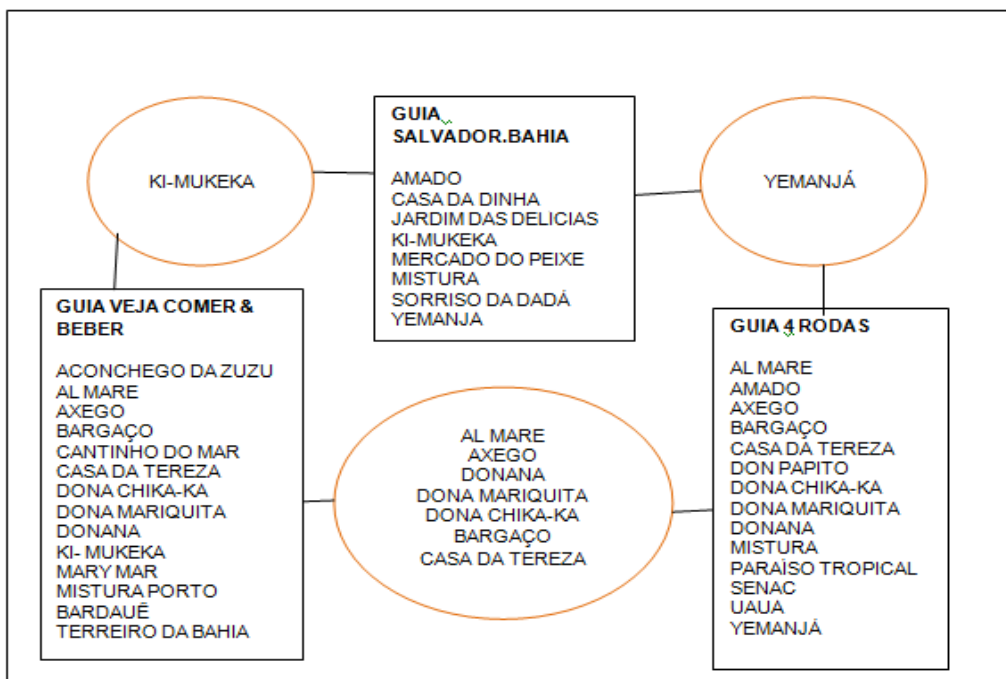 KI-MUKEKA
GUIA
SALVADOR.BAHIA
AMADO
CASA DA DINHA
JARDIM DAS DELICIAS
KI-MUKEKA
MERCADO DO PEIXE
MISTURA
SORRISO DA DADÁ
YEMANJA
YEMANJÁ
GUIA VEJA COMER &
BEBER
ACONCHEGO DA ZUZU
AL MARE
AXEGO
BARGAÇO
CANTINHO DO MAR
CASA DA TEREZA
DONA CHIKA-KA
DONA MARIQUITA
DONANA
KI- MUKEKA
MARY MAR
MISTURA PORTO
BARDAUÊ
TERREIRO DA BAHIA
AL MARE
AXEGO
DONANA
DONA MARIQUITA
DONA CHIKA-KA
BARGAÇO
CASA DA TEREZA
GUIA 4 RODAS
AL MARE
AMADO
AXEGO
BARGAÇO
CASA DA TEREZA
DON PAPITO
DONA CHIKA-KA
DONA MARIQUITA
DONANA
MISTURA
PARAÍSO TROPICAL
SENAC
UAUA
YEMANJÁ